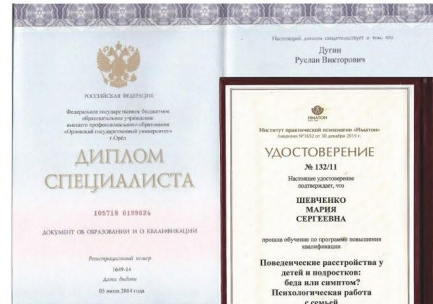 РОССИЙСКАЯ ФЕДЕРАЦИЯ
Федеральное государственное бюджетное
образовательное учреждение
высшего профессионального образования
«Орловский государственный университет»
г.Орёл
ДИПЛОМ
СПЕЦИАЛИСТА
105718 0199624
ДОКУМЕНТ ОБ ОБРАЗОВАНИИ И О КВАЛИФИКАЦИИ
Регистрационный номер
1649-14
Дата выдачи
05 июля 2014 года
Настоящий диплом свидетельствует о том, что
Дугин
Руслан Викторович
ИМАТОН
Институт практической психологии «Иматон»
УДОСТОВЕРЕНИЕ
№ 132/11
Настоящее удостоверение
подтверждает, что
ШЕВЧЕНКО
МАРИЯ
СЕРГЕЕВНА
прошла обучение по программе повышения
квалификации
Поведенческие расстройства у
детей и подростков:
беда или симптом?
Психологическая работа
с семьей